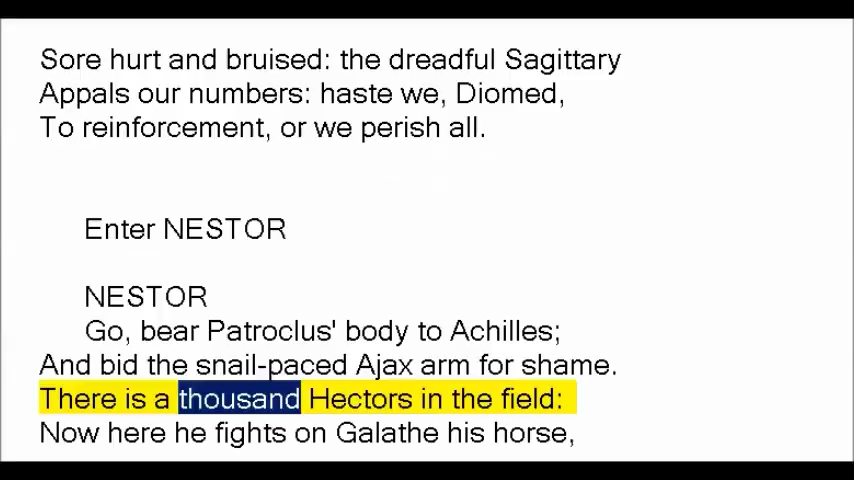 Sore hurt and bruised: the dreadful Sagittary
Appals our numbers: haste we, Diomed,
To reinforcement, or we perish all.
Enter NESTOR
NESTOR
Go, bear Patroclus' body to Achilles;
And bid the snail-paced Ajax arm for shame.
There is a thousand Hectors in the field:
Now here he fights on Galathe his horse,